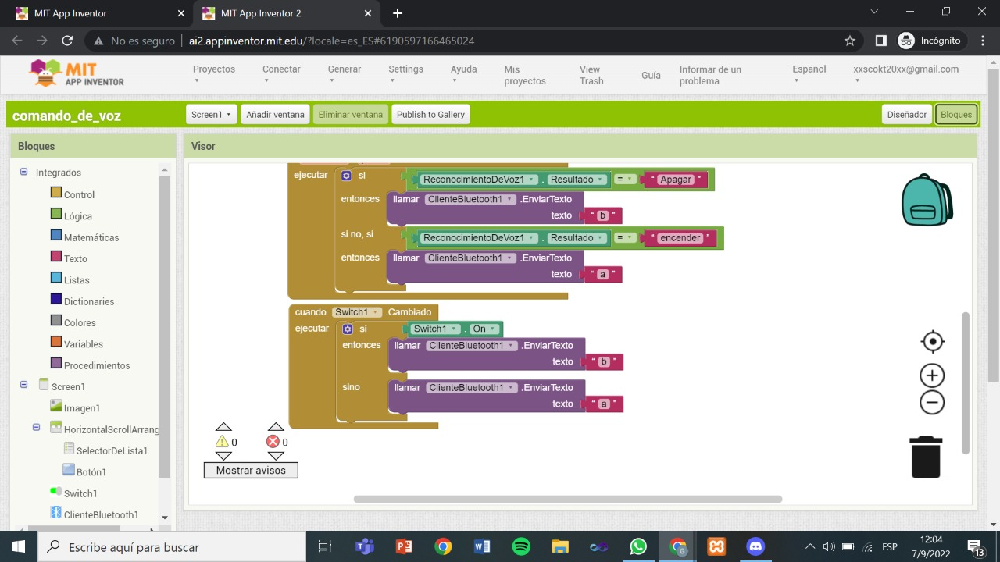 MIT App Inventor
MIT App Inventor 2
No es seguro
ai2.appinventor.mit.edu/?locale=es_ES#6190597166465024
Incógnito
MIT
APP INVENTOR
Proyectos
Conectar
Generar
Settings
Ayuda
Mis proyectos
View Trash
Guía
Informar de un problema
Español
xxscokt20xx@gmail.com
comando_de_voz
Screen1
Añadir ventana
Eliminar ventana
Publish to Gallery
Diseñador
Bloques
Bloques
Visor
Integrados
Control
Lógica
Matemáticas
Texto
Listas
Dictionaries
Colores
Variables
Procedimientos
Screen1
Imagen1
HorizontalScrollArrang
SelectorDeLista1
Botón1
Switch1
ClienteBluetooth1
ejecutar si ReconocimientoDeVoz1 . Resultado = “ Apagar ”
entonces llamar ClienteBluetooth1 .EnviarTexto
texto “ b ”
si no, si ReconocimientoDeVoz1 . Resultado = “ encender ”
entonces llamar ClienteBluetooth1 .EnviarTexto
texto “ a ”
cuando Switch1 .Cambiado
ejecutar si Switch1 . On
entonces llamar ClienteBluetooth1 .EnviarTexto
texto “ b ”
sino llamar ClienteBluetooth1 .EnviarTexto
texto “ a ”
0 0
Mostrar avisos
Escribe aquí para buscar
ESP
12:04
7/9/2022
13